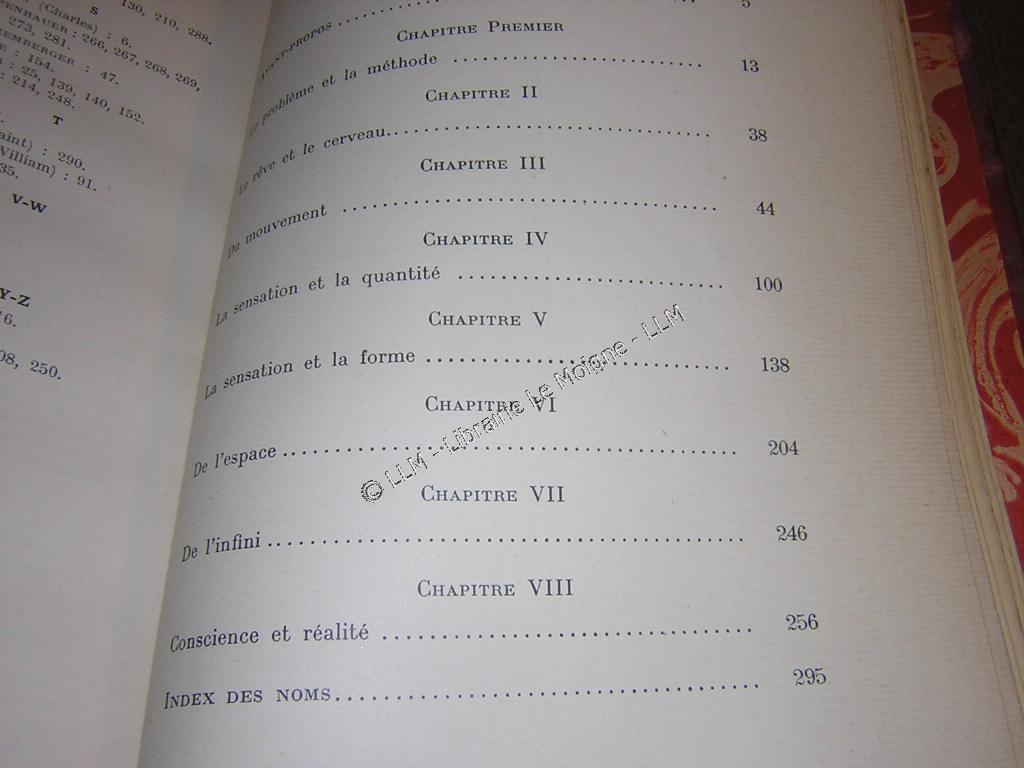 130, 210, 288.
S
(Charles) : 6.
: 266, 267, 268, 269,
273, 281.
: 47.
: 154.
: 25, 139, 140, 152.
: 214, 248.
T
: 290.
William) : 91.
35.
V-W
Y-Z
250.
AVANT-PROPOS 5
CHAPITRE PREMIER
Le problème et la méthode 13
CHAPITRE II
Le rêve et le cerveau 38
CHAPITRE III
Du mouvement 44
CHAPITRE IV
La sensation et la quantité 100
CHAPITRE V
La sensation et la forme 138
CHAPITRE VI
De l'espace 204
CHAPITRE VII
De l'infini 246
CHAPITRE VIII
Conscience et réalité 256
INDEX DES NOMS 295
© LLM - Librairie Le Moigne - LLM